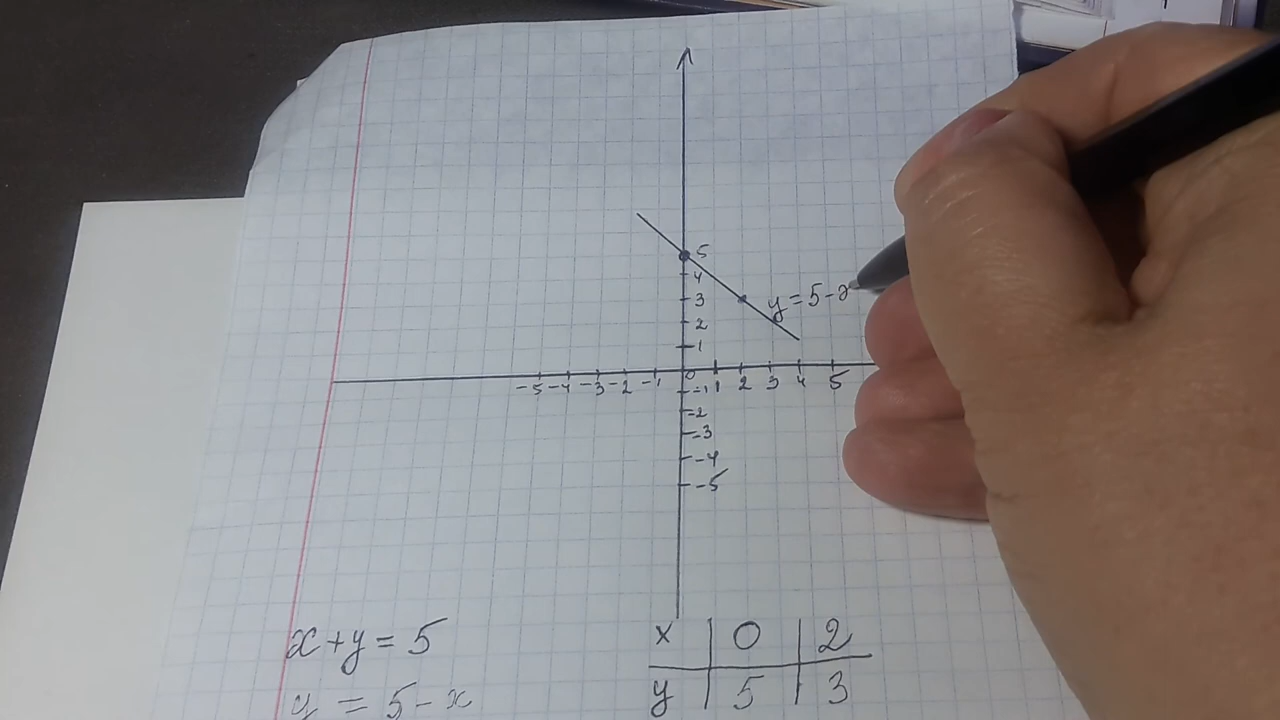 5
4
3
y = 5 - x
2
1
-5 -4 -3 -2 -1 0 1 2 3 4 5
-1
-2
-3
-4
-5
x + y = 5
y = 5 - x
x 0 2
y 5 3